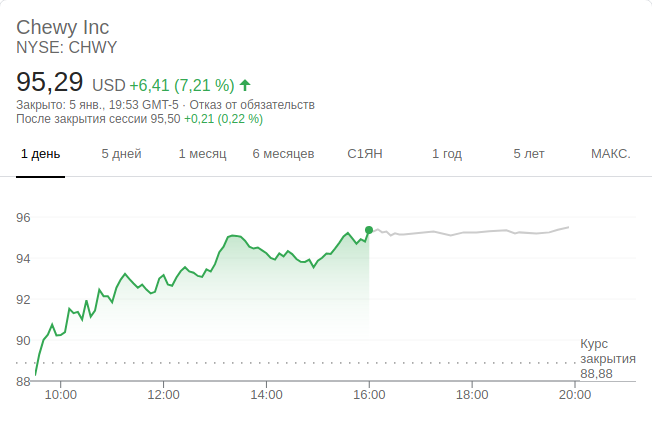 Chewy Inc
NYSE: CHWY
95,29 USD +6,41 (7,21 %)
Закрыто: 5 янв., 19:53 GMT-5 · Отказ от обязательств
После закрытия сессии 95,50 +0,21 (0,22 %)
1 день 5 дней 1 месяц 6 месяцев С1ЯН 1 год 5 лет МАКС.
96
94
92
90
88
Курс
закрытия
88,88
10:00 12:00 14:00 16:00 18:00 20:00